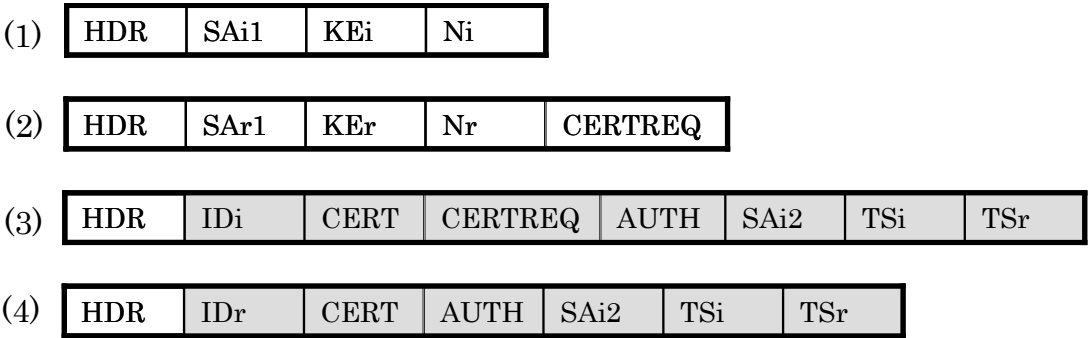 (1) HDR SAi1 KEi Ni
(2) HDR SAr1 KEr Nr CERTREQ
(3) HDR IDi CERT CERTREQ AUTH SAi2 TSi TSr
(4) HDR IDr CERT AUTH SAi2 TSi TSr